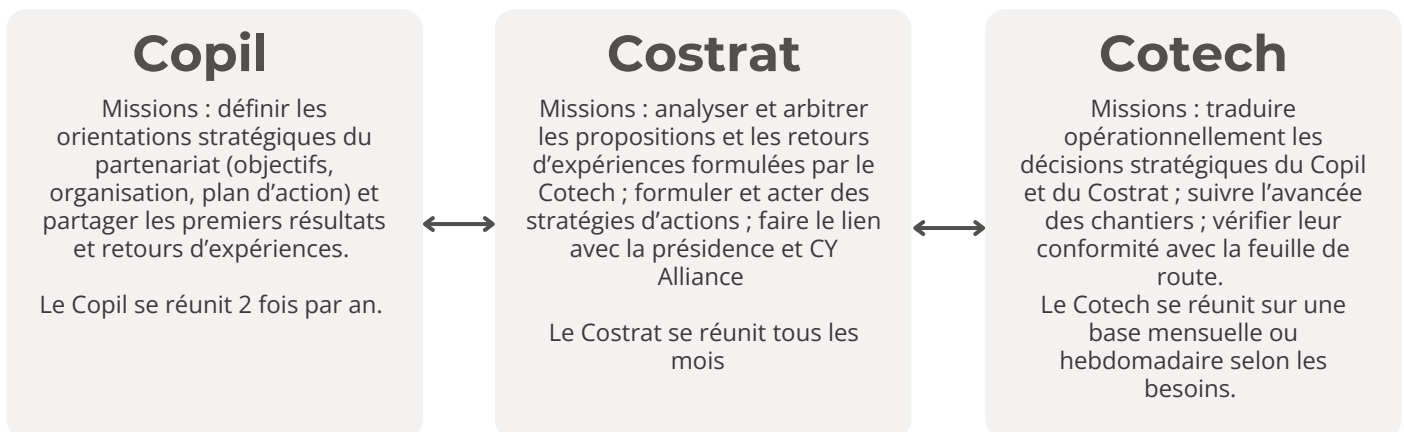 Copil
Missions : définir les
orientations stratégiques du
partenariat (objectifs,
organisation, plan d’action) et
partager les premiers résultats
et retours d’expériences.
Le Copil se réunit 2 fois par an.
Costrat
Missions : analyser et arbitrer
les propositions et les retours
d’expériences formulées par le
Cotech ; formuler et acter des
stratégies d’actions ; faire le lien
avec la présidence et CY
Alliance
Le Costrat se réunit tous les
mois
Cotech
Missions : traduire
opérationnellement les
décisions stratégiques du Copil
et du Costrat ; suivre l’avancée
des chantiers ; vérifier leur
conformité avec la feuille de
route.
Le Cotech se réunit sur une
base mensuelle ou
hebdomadaire selon les
besoins.